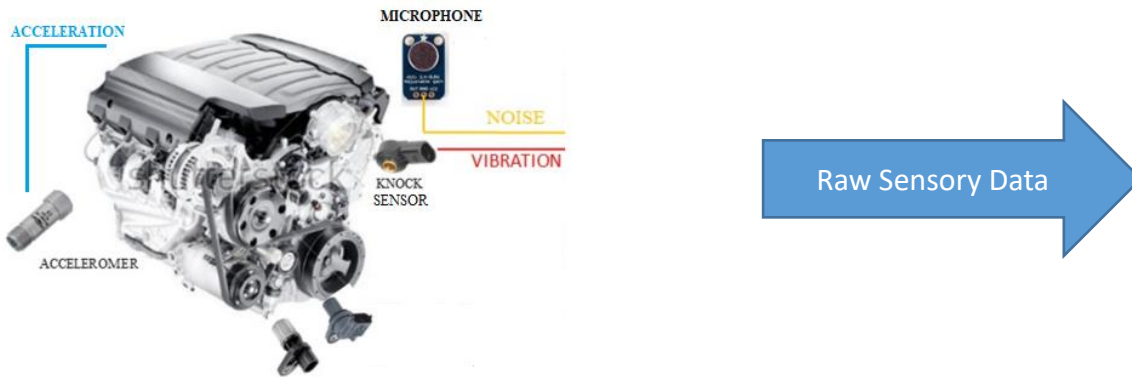 MICROPHONE
ACCELERATION
NOISE
VIBRATION
KNOCK
SENSOR
ACCELEROMER
Raw Sensory Data